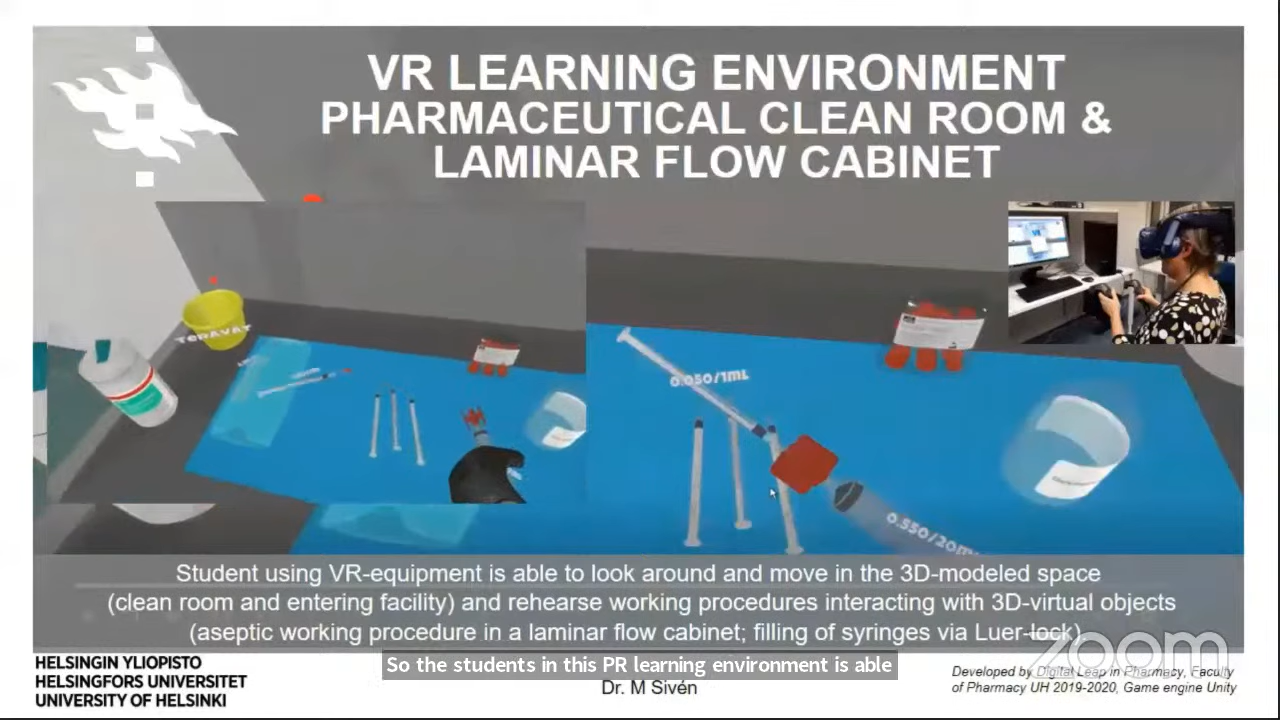 VR LEARNING ENVIRONMENT
PHARMACEUTICAL CLEAN ROOM &
LAMINAR FLOW CABINET
TERÄVÄT
0.050/1mL
0.550/20m
Student using VR-equipment is able to look around and move in the 3D-modeled space
(clean room and entering facility) and rehearse working procedures interacting with 3D-virtual objects
(aseptic working procedure in a laminar flow cabinet; filling of syringes via Luer-lock)
zoom
HELSINGIN YLIOPISTO
HELSINGFORS UNIVERSITET
UNIVERSITY OF HELSINKI
So the students in this PR learning environment is able
Dr. M Sivén
Developed by Digital Leap in Pharmacy, Faculty
of Pharmacy UH 2019-2020, Game engine Unity